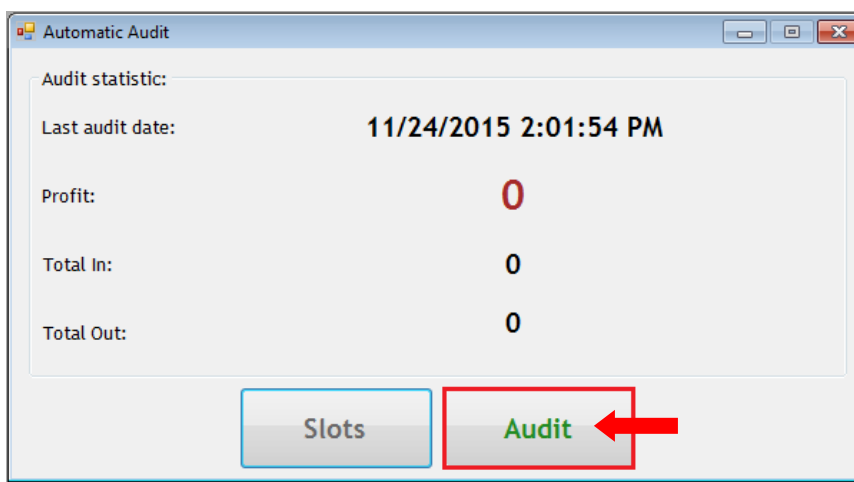 Automatic Audit
Audit statistic:
Last audit date: 11/24/2015 2:01:54 PM
Profit: 0
Total In: 0
Total Out: 0
Slots Audit